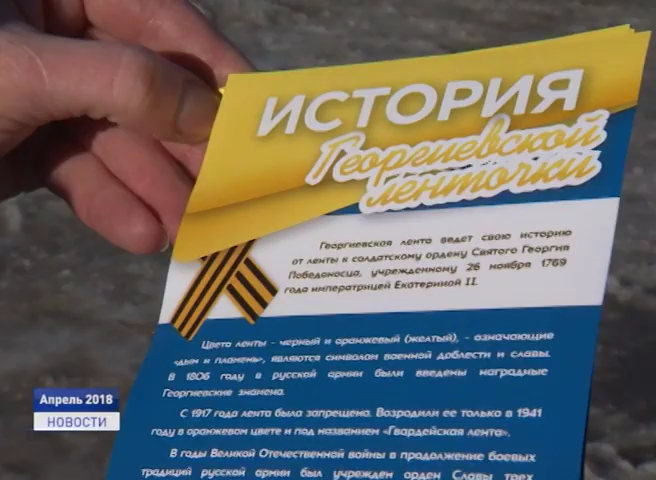 ИСТОРИЯ
Георгиевской
ленточки
Георгиевская лента ведет свою историю
от ленты к солдатскому ордену Святого Георгия
Победоносца, учрежденному 26 ноября 1769
года императрицей Екатериной II.
Цвета ленты - черный и оранжевый (желтый), - означающие
«дым и пламень», являются символом военной доблести и славы.
В 1806 году в русской армии были введены наградные
Георгиевские знамена.
С 1917 года лента была запрещена. Возродили ее только в 1941
году в оранжевом цвете и под названием «Гвардейская лента».
В годы Великой Отечественной войны в продолжение боевых
традиций русской армии был учрежден орден Славы трех
Апрель 2018
НОВОСТИ